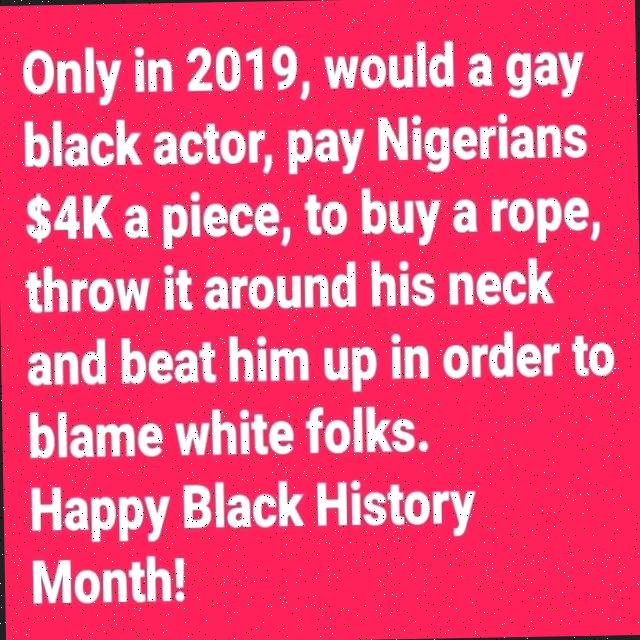 Only in 2019, would a gay
black actor, pay Nigerians
$4K a piece, to buy a rope,
throw it around his neck
and beat him up in order to
blame white folks.
Happy Black History
Month!